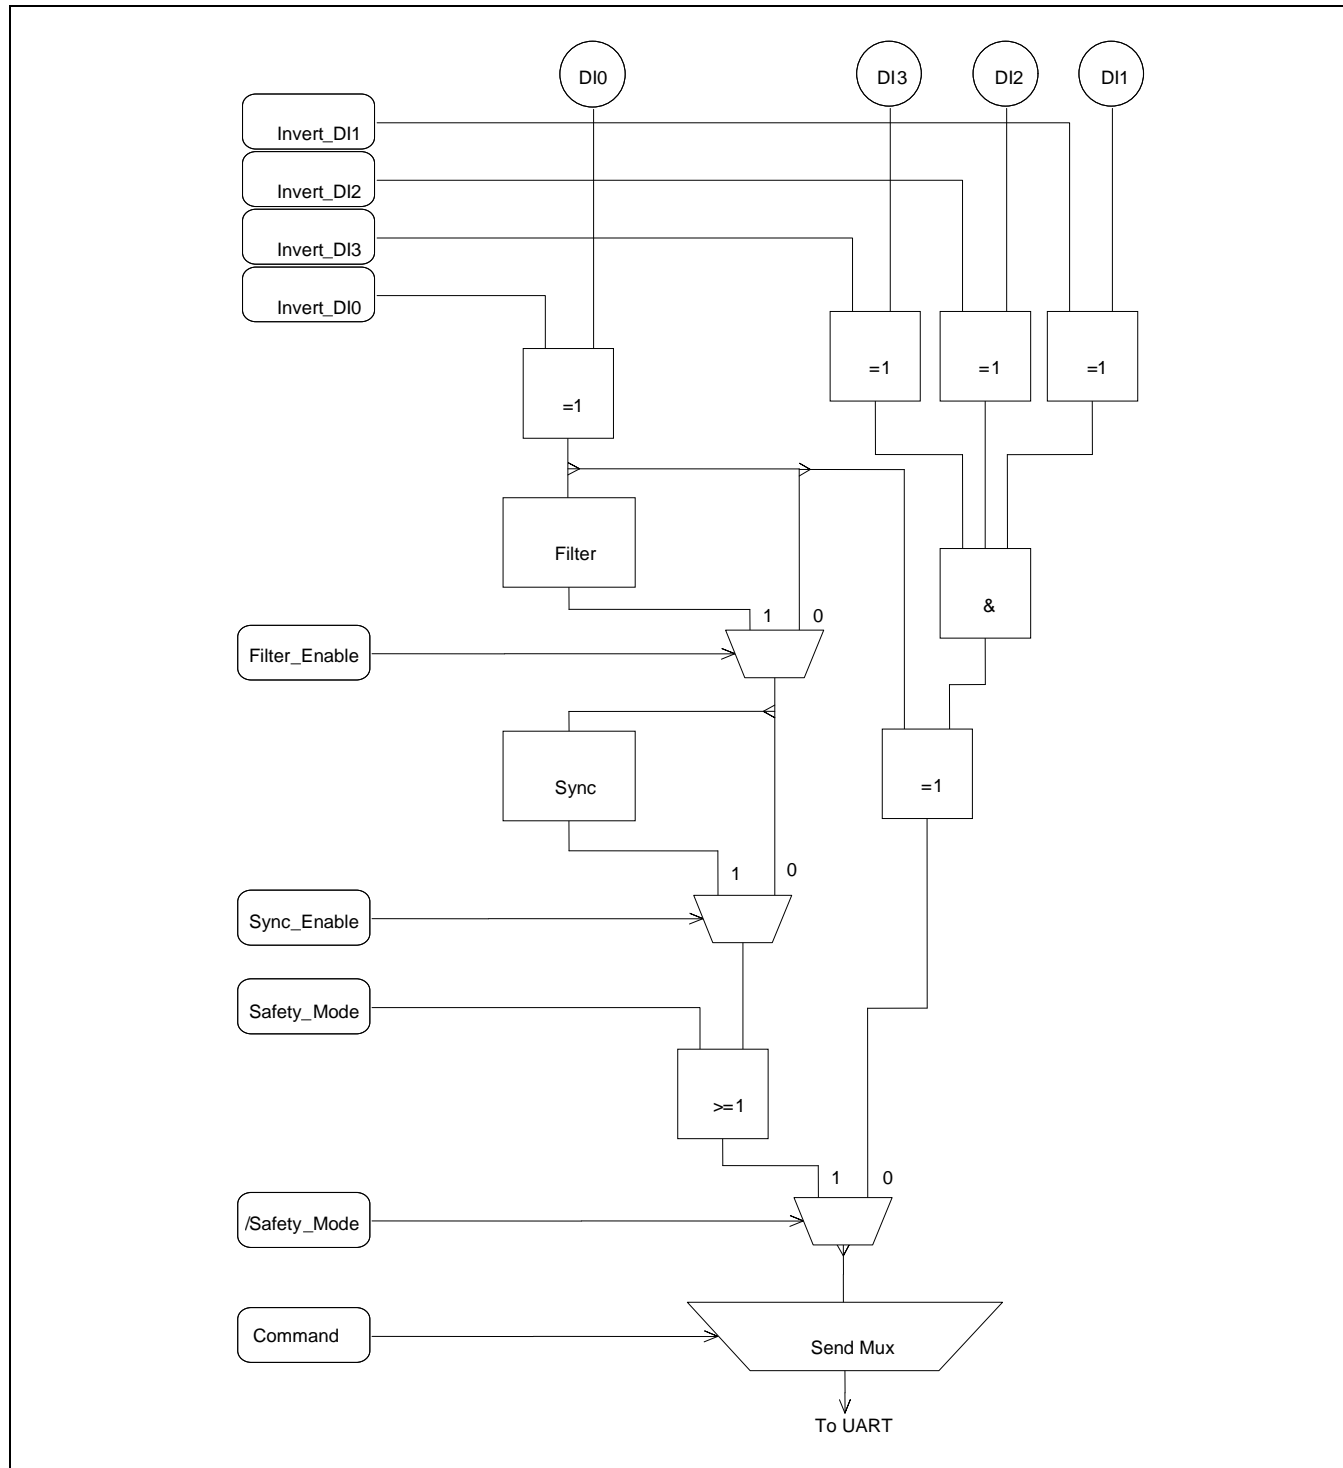 DI0
DI3
DI2
DI1
Invert_DI1
Invert_DI2
Invert_DI3
Invert_DI0
=1
=1
=1
=1
Filter
&
1
0
Filter_Enable
Sync
=1
1
0
Sync_Enable
Safety_Mode
>=1
1
0
/Safety_Mode
Command
Send Mux
To UART